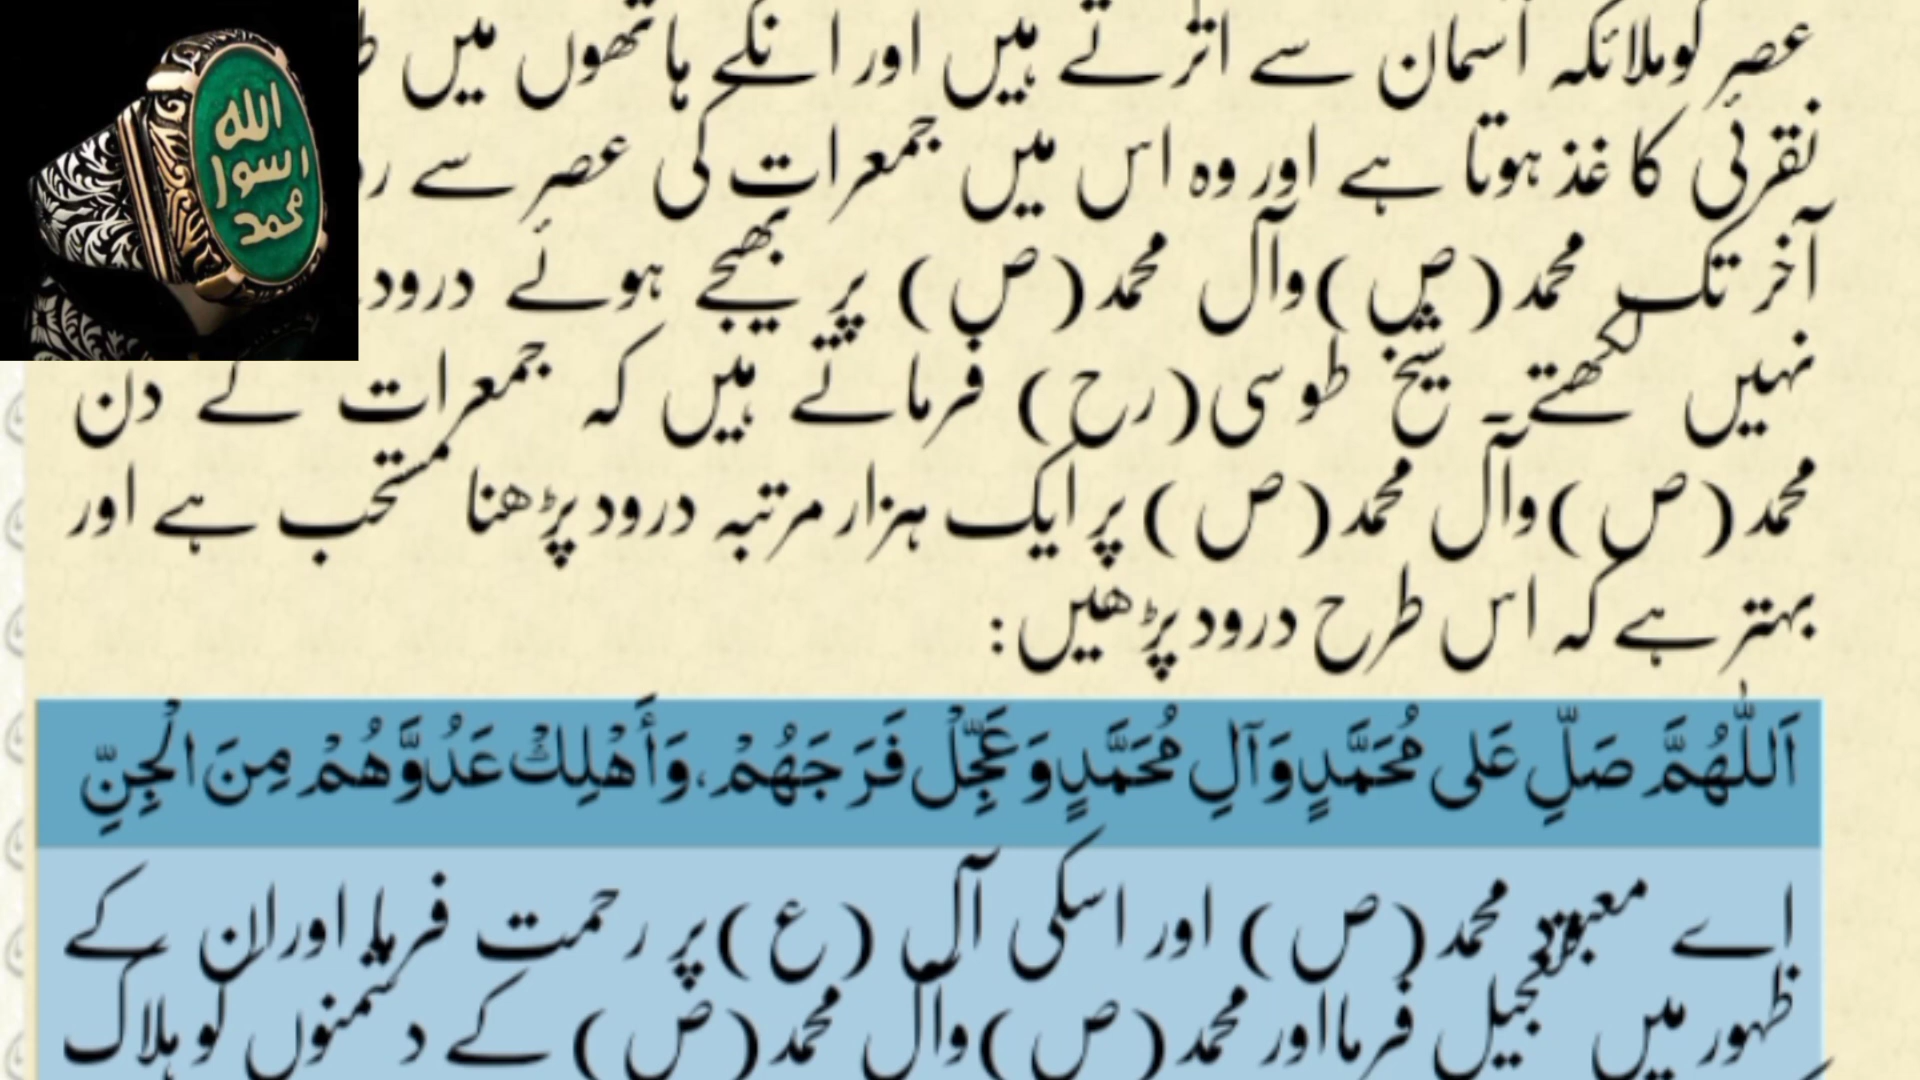 الله
رسول
محمد
عصر کو ملائکہ آسمان سے اترتے ہیں اور انکے ہاتھوں میں
نقرئی کاغذ ہوتا ہے اور وہ اس میں جمعرات کی عصر سے
آخر تک محمد(ص)وآل محمد(ص) پر بھیجے ہوئے درود
نہیں لکھتے۔ شیخ طوسی(رح) فرماتے ہیں کہ جمعرات کے دن
محمد(ص)وآل محمد(ص)پر ایک ہزار مرتبہ درود پڑھنا مستحب ہے اور
بہتر ہے کہ اس طرح درود پڑھیں:
اَللّٰهُمَّ صَلِّ عَلی مُحَمَّدٍ وَآلِ مُحَمَّدٍ وَعَجِّلْ فَرَجَهُمْ، وَأَهْلِكْ عَدُوَّهُمْ مِنَ الْجِنِّ
اے معبود محمد(ص) اور اسکی آل (ع)پر رحمت فرما اور ان کے
ظہور میں تعجیل فرما اور محمد(ص)وآل محمد(ص) کے دشمنوں کو ہلاک